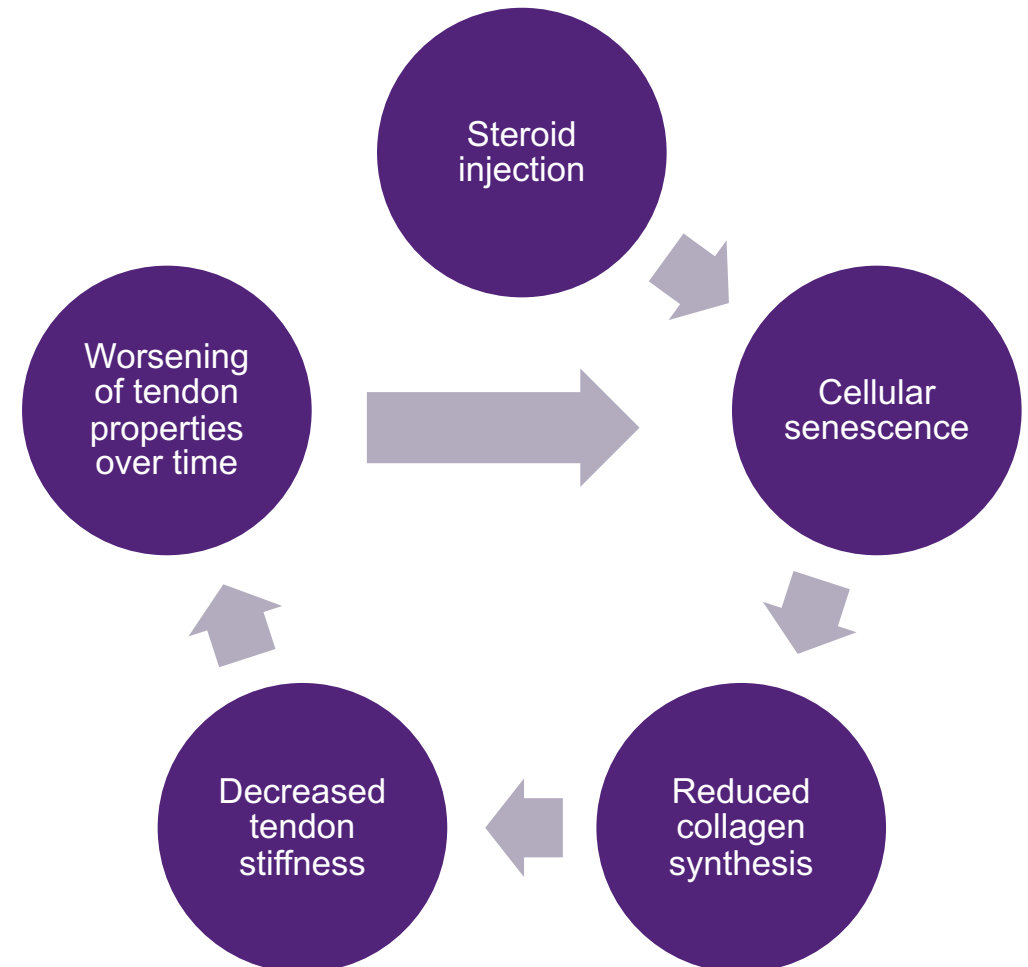 Steroid
injection
Cellular
senescence
Reduced
collagen
synthesis
Decreased
tendon
stiffness
Worsening
of tendon
properties
over time